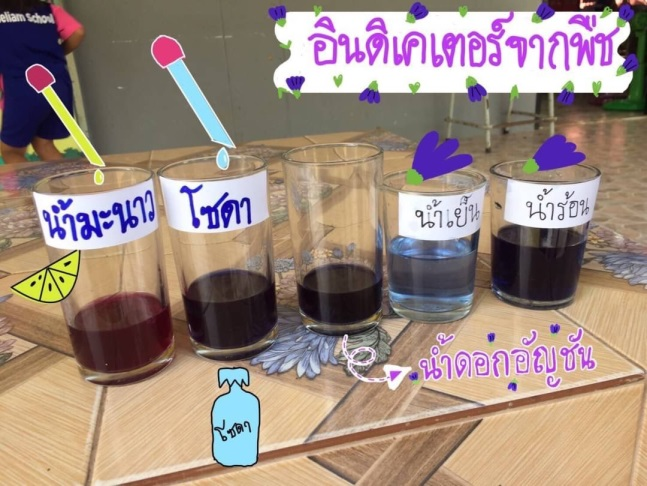 อินดิเคเตอร์จากพืช
น้ำมะนาว
โซดา
น้ำเย็น
น้ำร้อน
น้ำดอกอัญชัน
โซดา